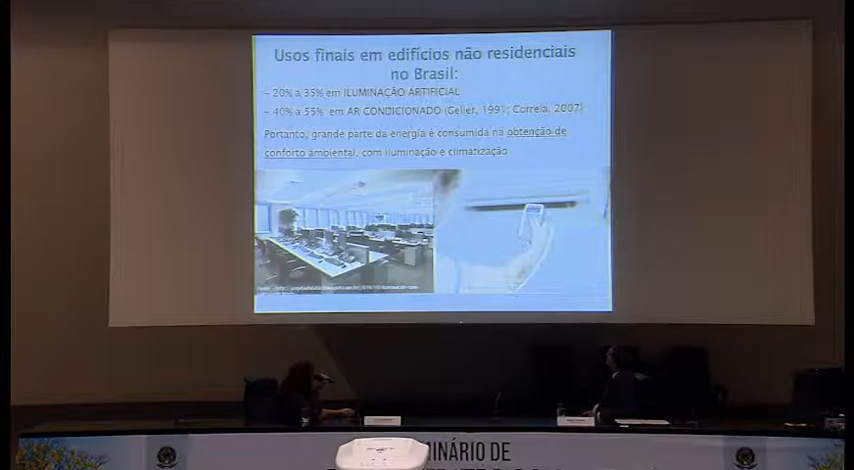 Usos finais em edifícios não residenciais
no Brasil:
– 20% a 35% em ILUMINAÇÃO ARTIFICIAL
– 40% a 55% em AR CONDICIONADO (Geller, 1991; Correia, 2007)
Portanto, grande parte da energia é consumida na obtenção de
conforto ambiental, com iluminação e climatização
MINÁRIO DE